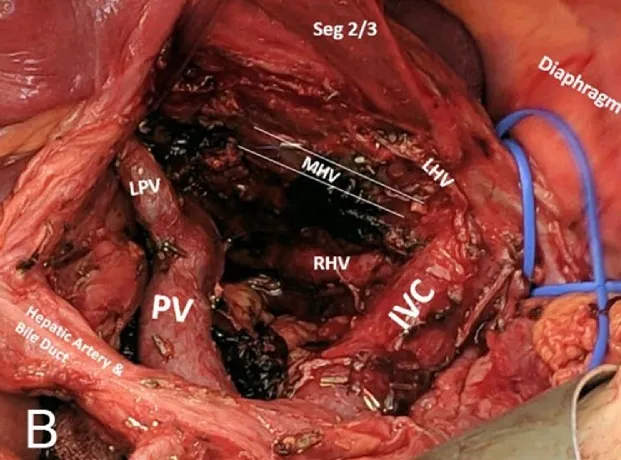 Seg 2/3
Diaphragm
MHV
LHV
LPV
RHV
PV
IVC
Hepatic Artery &
Bile Duct
B